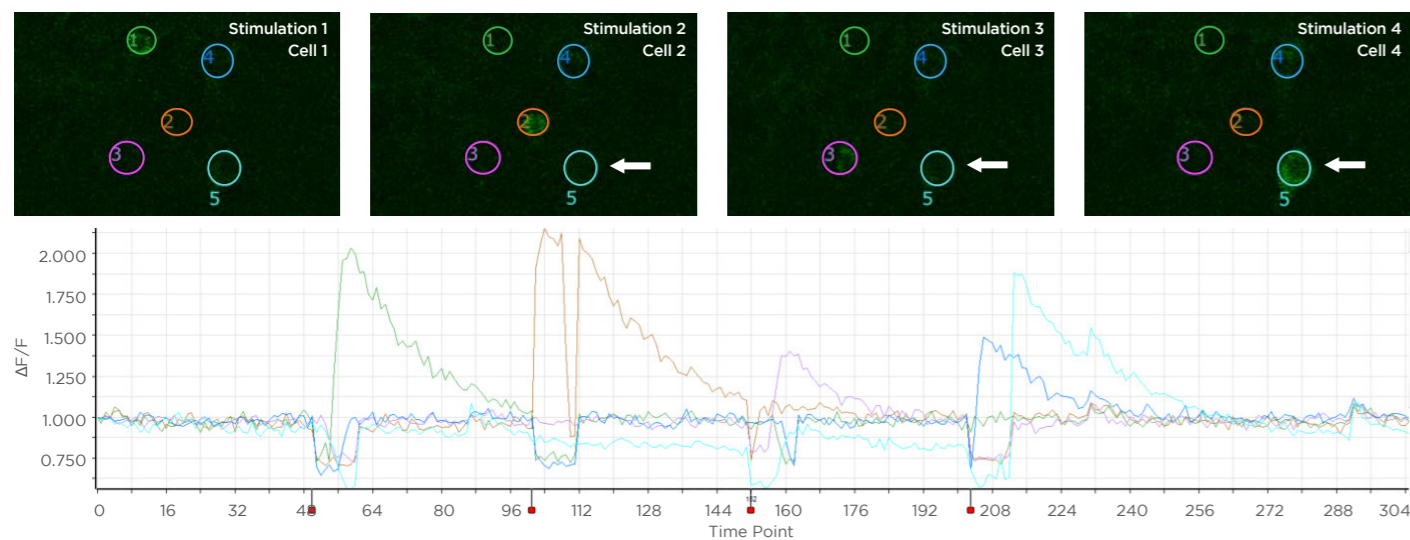 Stimulation 1
Cell 1
1
4
2
3
5
Stimulation 2
Cell 2
1
4
2
3
5
Stimulation 3
Cell 3
1
4
2
3
5
Stimulation 4
Cell 4
1
4
2
3
5
ΔF/F
2.000
1.750
1.500
1.250
1.000
0.750
152
0 16 32 48 64 80 96 112 128 144 160 176 192 208 224 240 256 272 288 304
Time Point